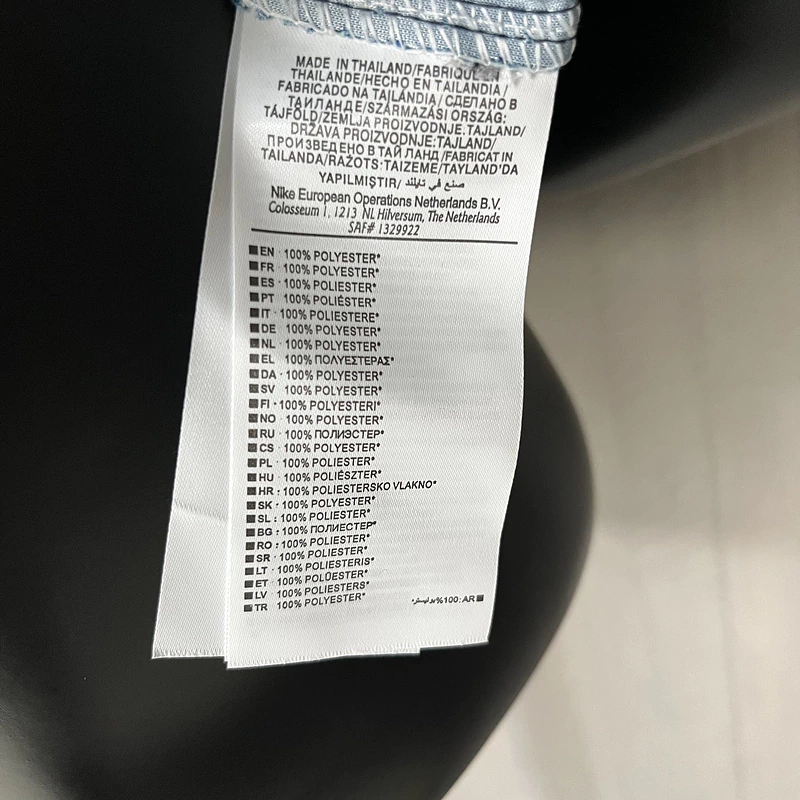 MADE IN THAILAND/FABRIQUÉ EN
THAILANDE/HECHO EN TAILANDIA/
FABRICADO NA TAILÂNDIA/СДЕЛАНО В
ТАИЛАНДЕ/SZÁRMAZÁSI ORSZÁG:
TÁJFÖLD/ZEMLJA PROIZVODNJE:TAJLAND/
DRŽAVA PROIZVODNJE:TAJLAND/
ПРОИЗВЕДЕНО В ТАЙЛАНД/FABRICAT IN
TAILANDA/RAŽOTS:TAIZEME/TAYLAND'DA
YAPILMIŞTIR/ صنع في تايلند
Nike European Operations Netherlands B.V.
Colosseum 1, 1213 NL Hilversum, The Netherlands
SAF# 1329922
EN · 100% POLYESTER*
FR · 100% POLYESTER*
ES · 100% POLIESTER*
PT · 100% POLIÉSTER*
IT · 100% POLIESTERE*
DE · 100% POLYESTER*
NL · 100% POLYESTER*
EL · 100% ΠΟΛΥΕΣΤΕΡΑΣ*
DA · 100% POLYESTER*
SV · 100% POLYESTER*
FI · 100% POLYESTERI*
NO · 100% POLYESTER*
RU · 100% ПОЛИЭСТЕР*
CS · 100% POLYESTER*
PL · 100% POLIESTER*
HU · 100% POLIÉSZTER*
HR : 100% POLIESTERSKO VLAKNO*
SK · 100% POLYESTER*
SL : 100% POLIESTER*
BG : 100% ПОЛИЕСТЕР*
RO : 100% POLIESTER*
SR · 100% POLIESTER*
LT · 100% POLIESTERIS*
ET · 100% POLÜESTER*
LV · 100% POLIESTERS*
TR · 100% POLYESTER*
AR: 100% بوليستر*